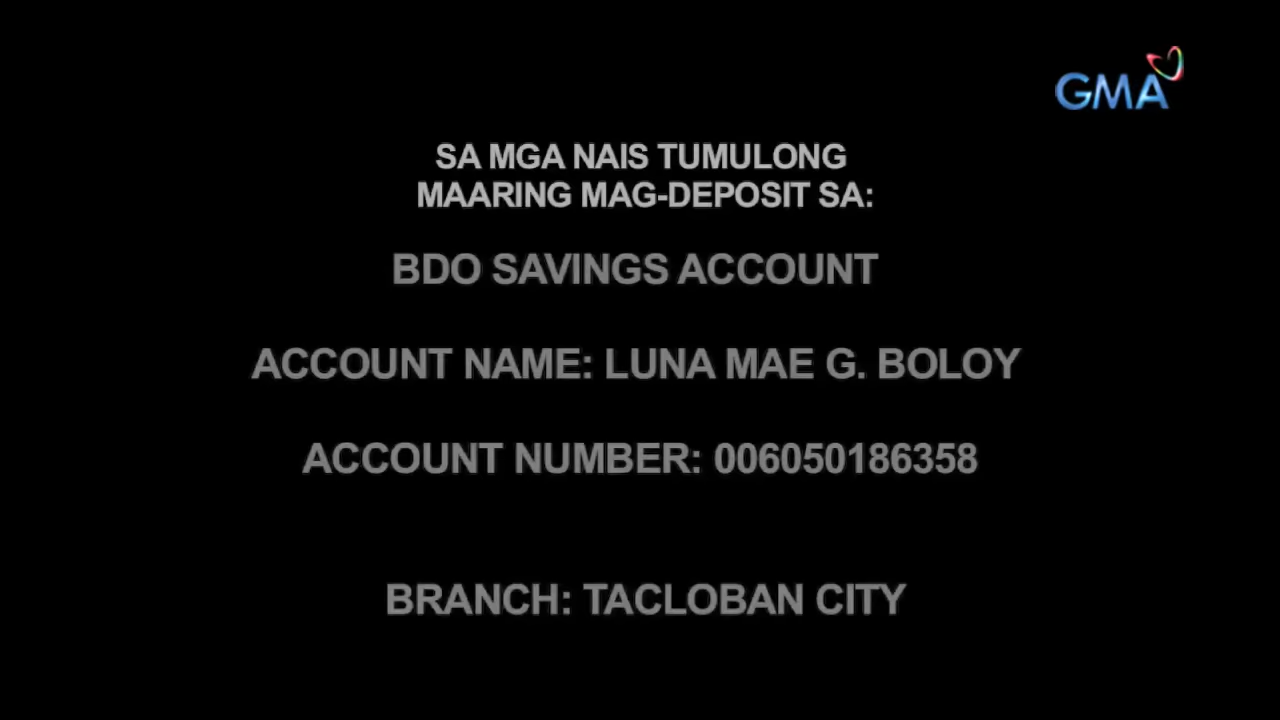 GMA
SA MGA NAIS TUMULONG
MAARING MAG-DEPOSIT SA:
BDO SAVINGS ACCOUNT
ACCOUNT NAME: LUNA MAE G. BOLOY
ACCOUNT NUMBER: 006050186358
BRANCH: TACLOBAN CITY